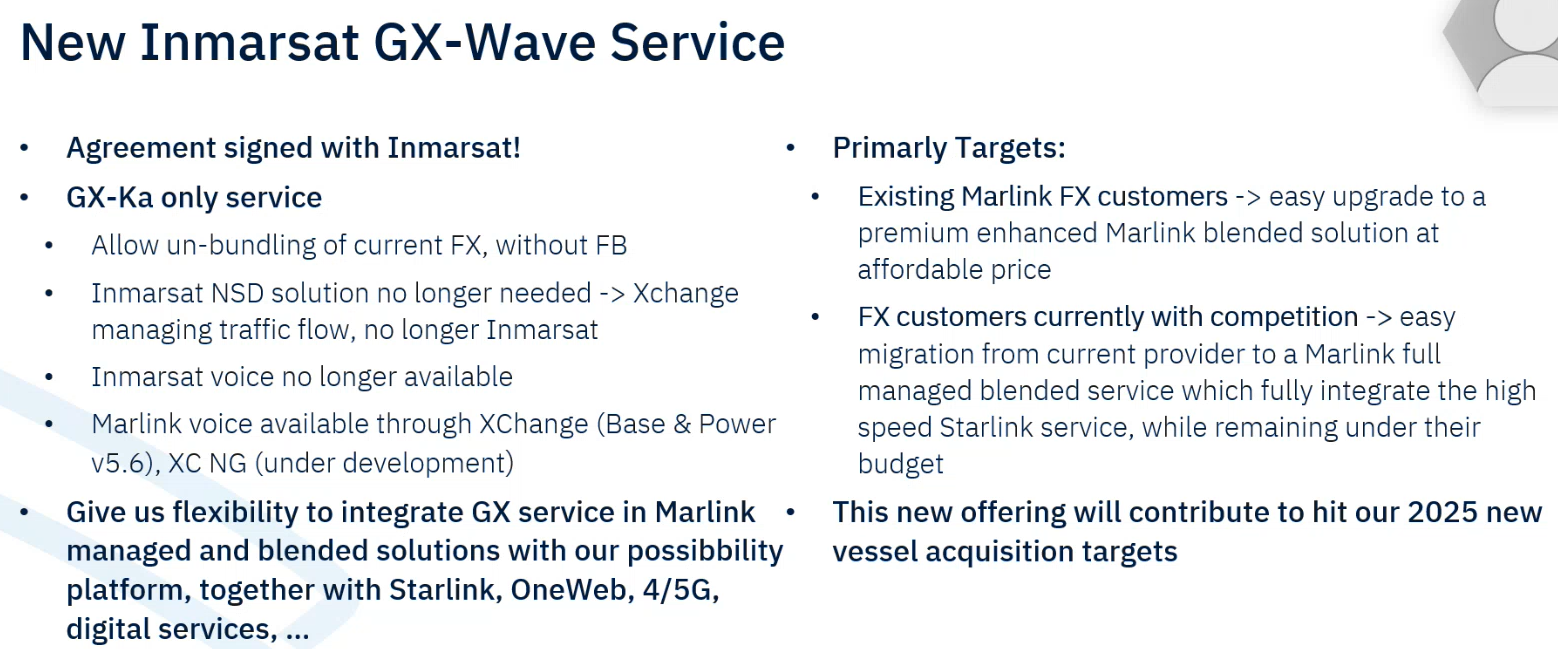 New Inmarsat GX-Wave Service
• Agreement signed with Inmarsat!
• GX-Ka only service
• Allow un-bundling of current FX, without FB
• Inmarsat NSD solution no longer needed -> Xchange
managing traffic flow, no longer Inmarsat
• Inmarsat voice no longer available
• Marlink voice available through XChange (Base & Power
v5.6), XC NG (under development)
• Give us flexibility to integrate GX service in Marlink
managed and blended solutions with our possibbility
platform, together with Starlink, OneWeb, 4/5G,
digital services, ...
• Primarly Targets:
• Existing Marlink FX customers -> easy upgrade to a
premium enhanced Marlink blended solution at
affordable price
• FX customers currently with competition -> easy
migration from current provider to a Marlink full
managed blended service which fully integrate the high
speed Starlink service, while remaining under their
budget
• This new offering will contribute to hit our 2025 new
vessel acquisition targets